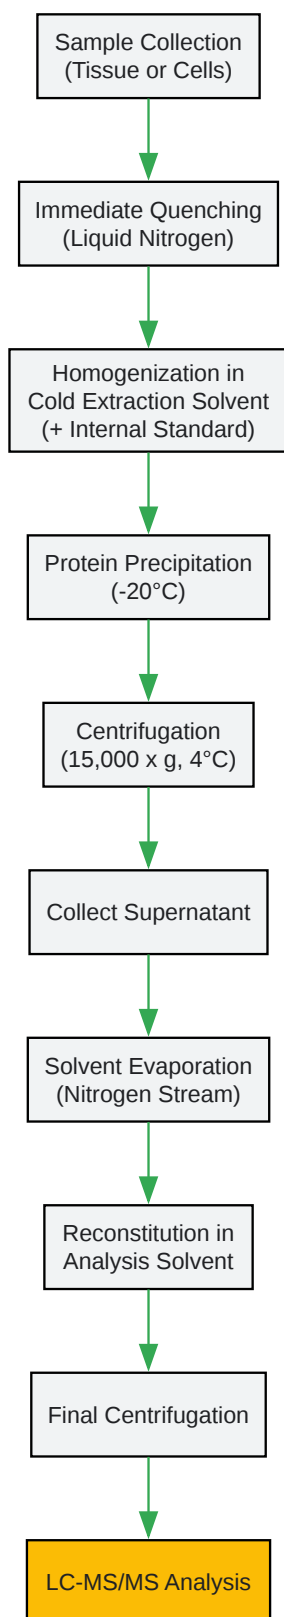 Sample Collection
(Tissue or Cells)
Immediate Quenching
(Liquid Nitrogen)
Homogenization in
Cold Extraction Solvent
(+ Internal Standard)
Protein Precipitation
(-20°C)
Centrifugation
(15,000 x g, 4°C)
Collect Supernatant
Solvent Evaporation
(Nitrogen Stream)
Reconstitution in
Analysis Solvent
Final Centrifugation
LC-MS/MS Analysis